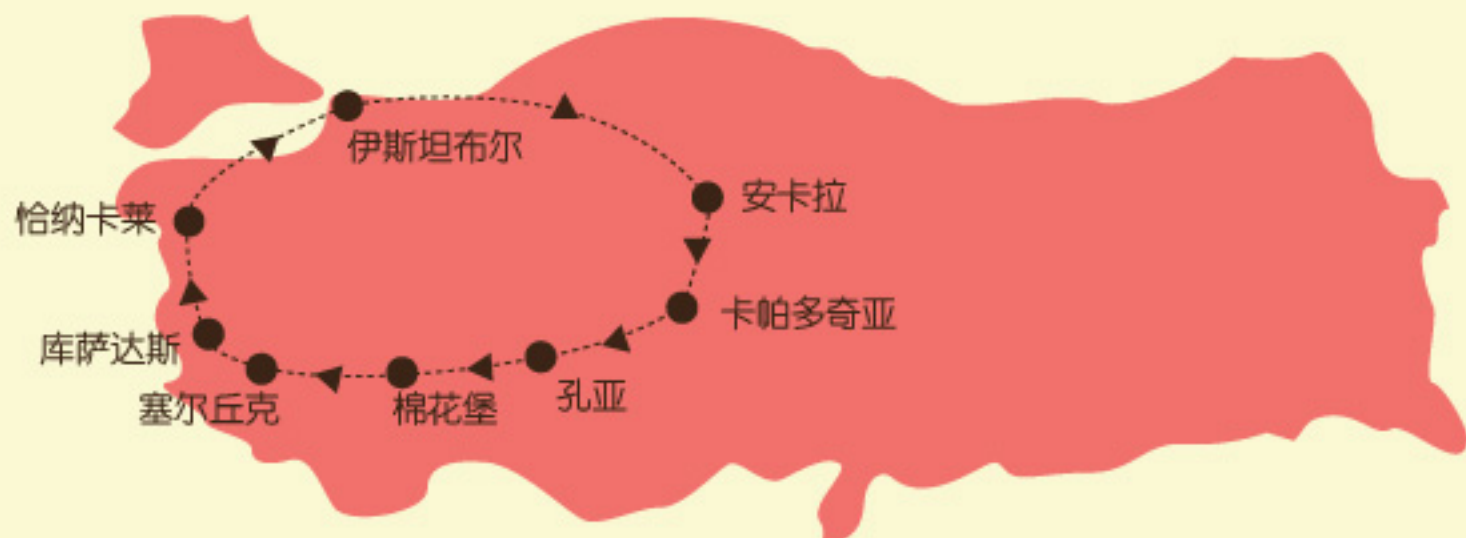 伊斯坦布尔
安卡拉
恰纳卡莱
卡帕多奇亚
库萨达斯
孔亚
塞尔丘克
棉花堡